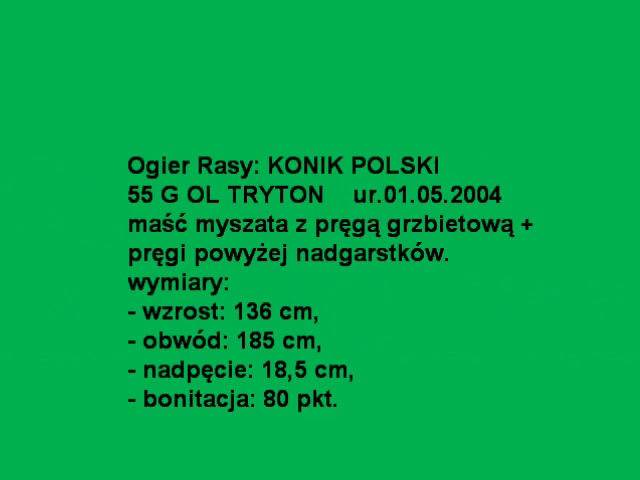 Ogier Rasy: KONIK POLSKI
55 G OL TRYTON ur.01.05.2004
maść myszata z pręgą grzbietową +
pręgi powyżej nadgarstków.
wymiary:
- wzrost: 136 cm,
- obwód: 185 cm,
- nadpęcie: 18,5 cm,
- bonitacja: 80 pkt.